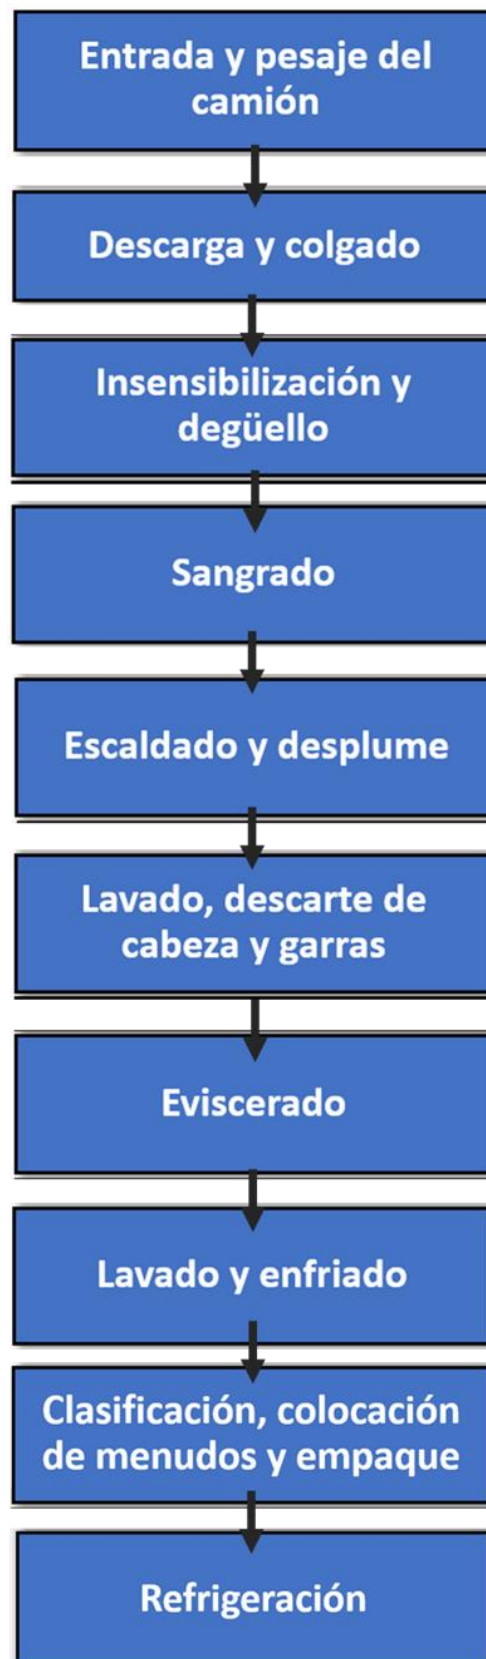 Entrada y pesaje del
camión
Descarga y colgado
Insensibilización y
degüello
Sangrado
Escaldado y desplume
Lavado, descarte de
cabeza y garras
Eviscerado
Lavado y enfriado
Clasificación, colocación
de menudos y empaque
Refrigeración